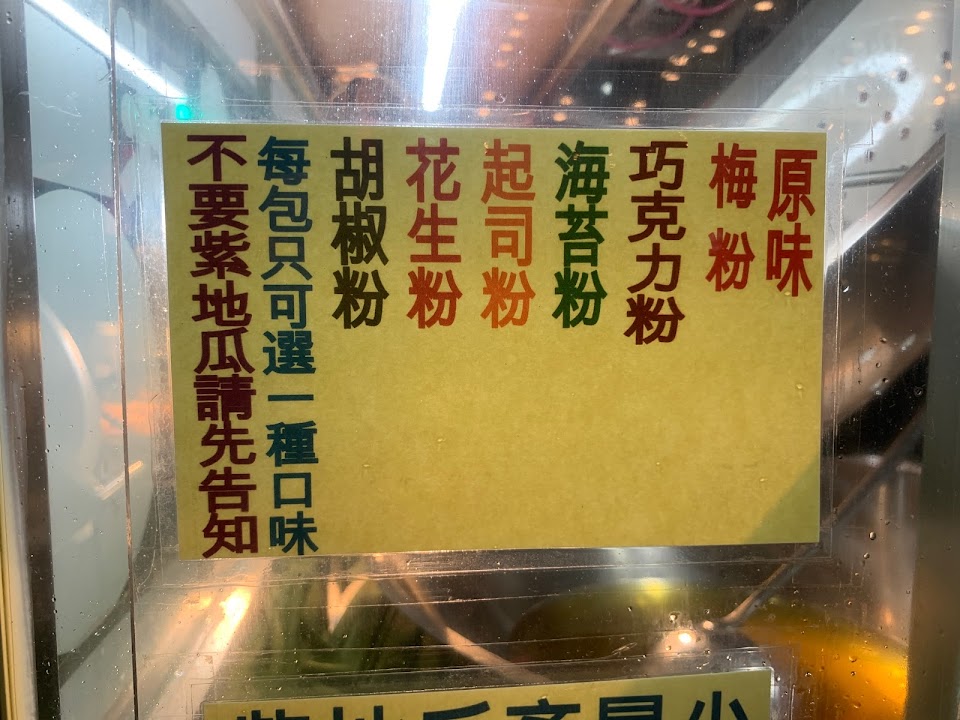 原味
梅粉
巧克力粉
海苔粉
起司粉
花生粉
胡椒粉
每包只可選一種口味
不要紫地瓜請先告知